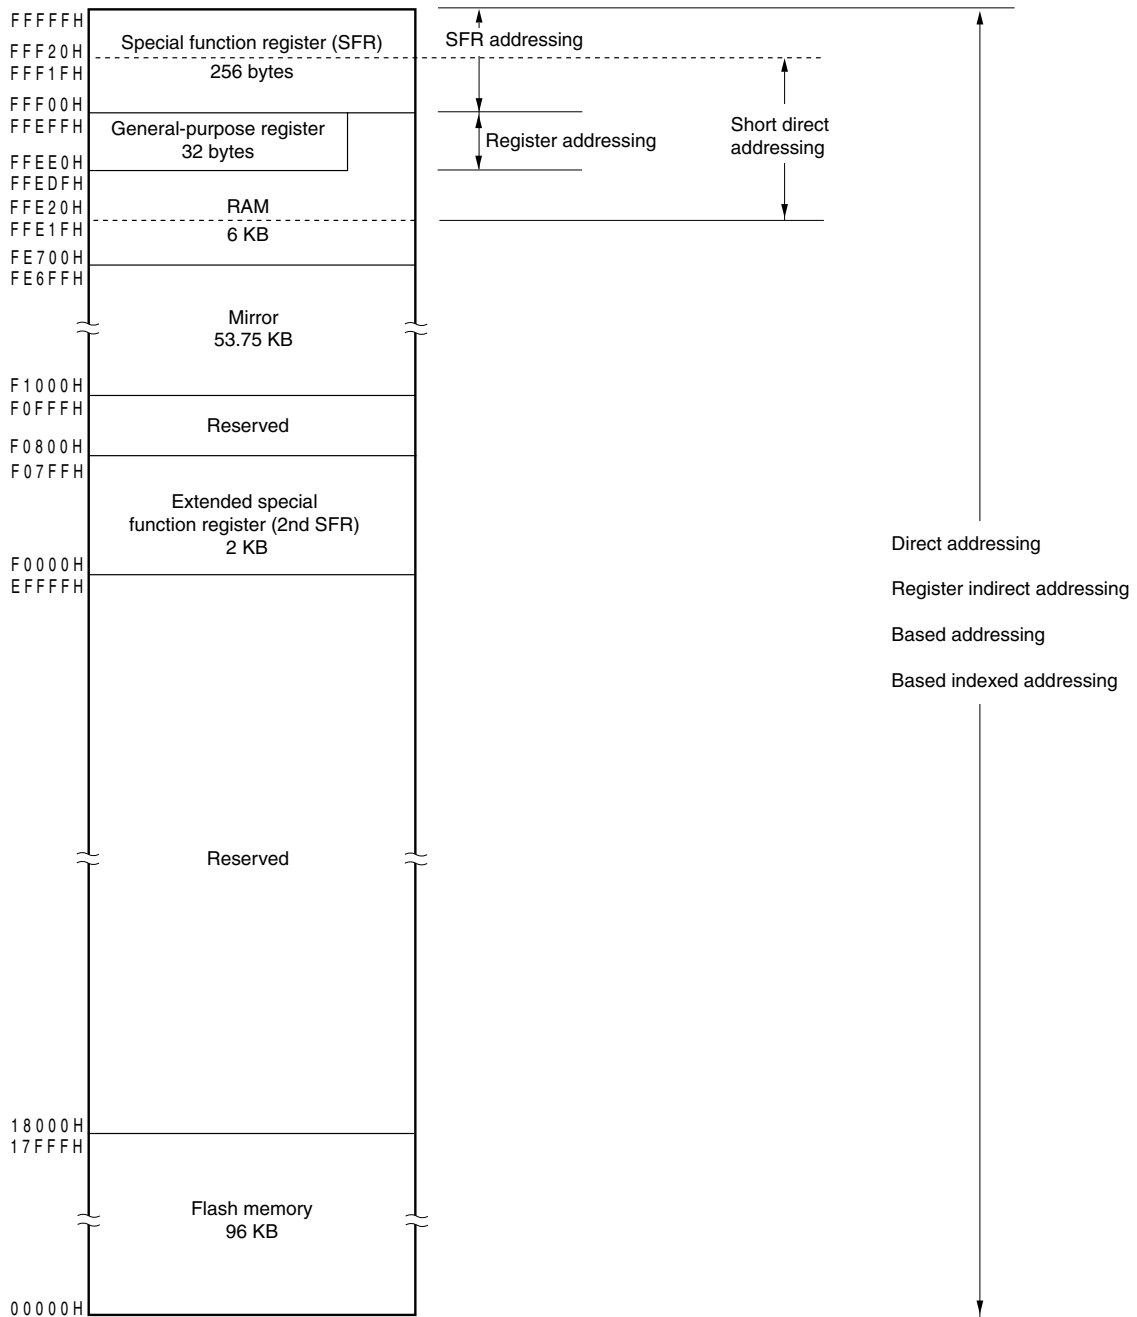 FFFFFH
FFF20H
FFF1FH
FFF00H
FFEFFH
FFEE0H
FFEDFH
FFE20H
FFE1FH
FE700H
FE6FFH
F1000H
F0FFFH
F0800H
F07FFH
F0000H
EFFFFH
18000H
17FFFH
00000H
Special function register (SFR)
256 bytes
General-purpose register
32 bytes
RAM
6 KB
Mirror
53.75 KB
Reserved
Extended special
function register (2nd SFR)
2 KB
Reserved
Flash memory
96 KB
SFR addressing
Register addressing
Short direct
addressing
Direct addressing
Register indirect addressing
Based addressing
Based indexed addressing